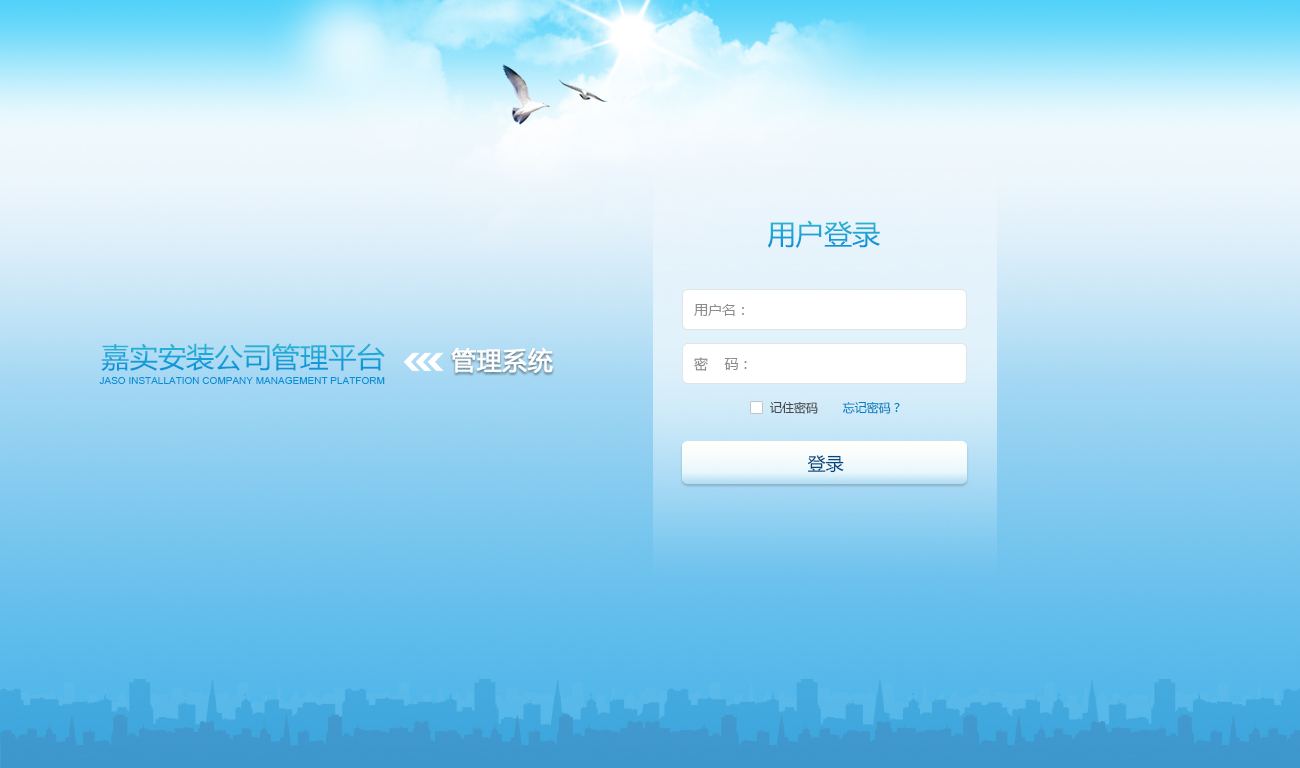 嘉实安装公司管理平台
JASO INSTALLATION COMPANY MANAGEMENT PLATFORM
管理系统
用户登录
用户名：
密 码：
记住密码 忘记密码？
登录